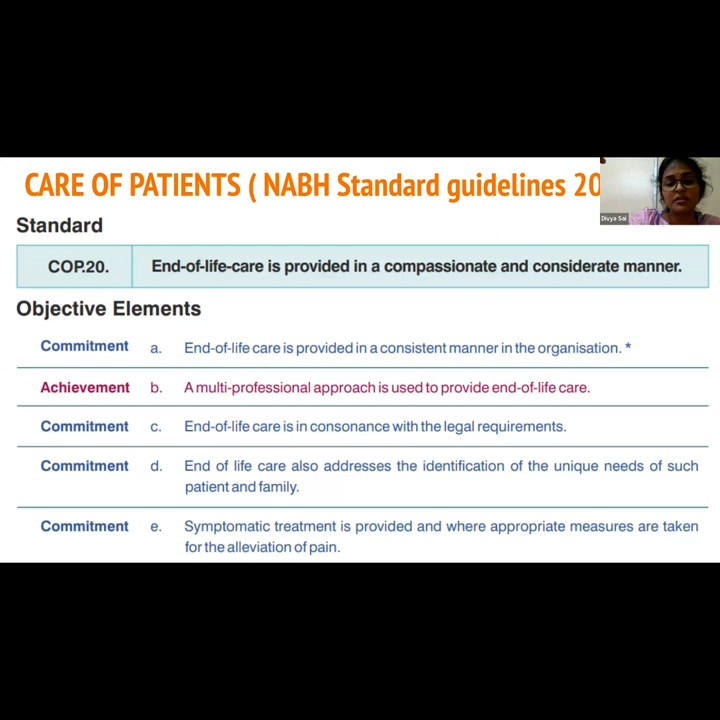 CARE OF PATIENTS ( NABH Standard guidelines 20
Divya Sai
Standard
COP.20. End-of-life-care is provided in a compassionate and considerate manner.
Objective Elements
Commitment a. End-of-life care is provided in a consistent manner in the organisation. *
Achievement b. A multi-professional approach is used to provide end-of-life care.
Commitment c. End-of-life care is in consonance with the legal requirements.
Commitment d. End of life care also addresses the identification of the unique needs of such
patient and family.
Commitment e. Symptomatic treatment is provided and where appropriate measures are taken
for the alleviation of pain.